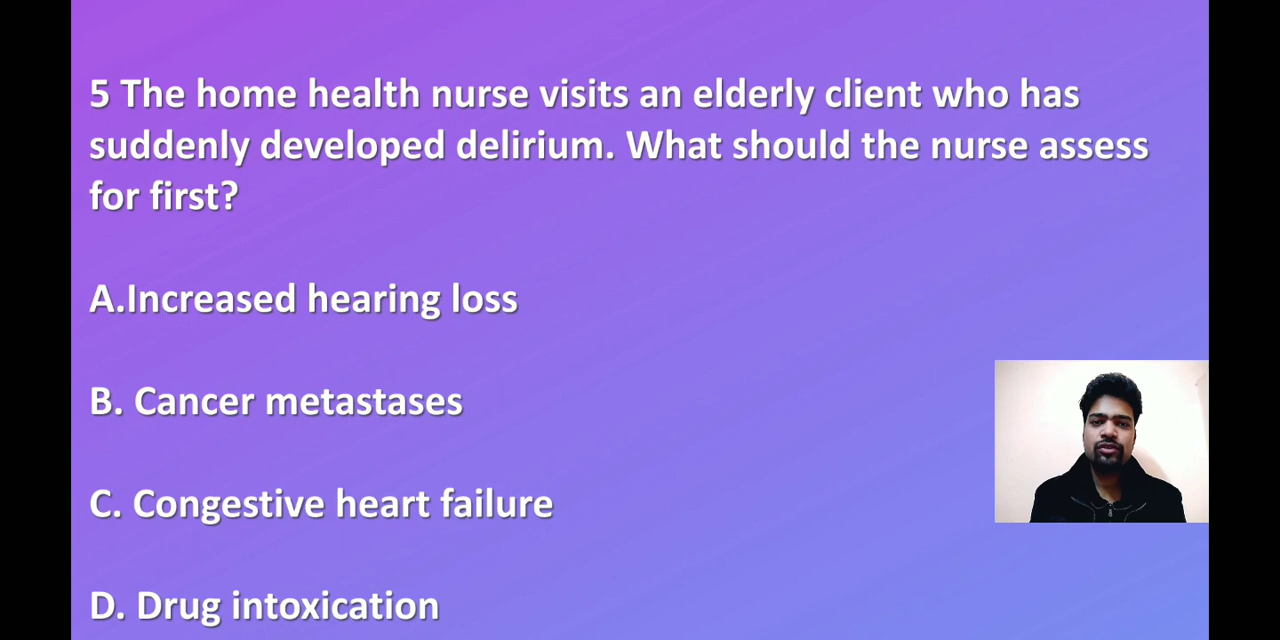 5 The home health nurse visits an elderly client who has
suddenly developed delirium. What should the nurse assess
for first?
A.Increased hearing loss
B. Cancer metastases
C. Congestive heart failure
D. Drug intoxication